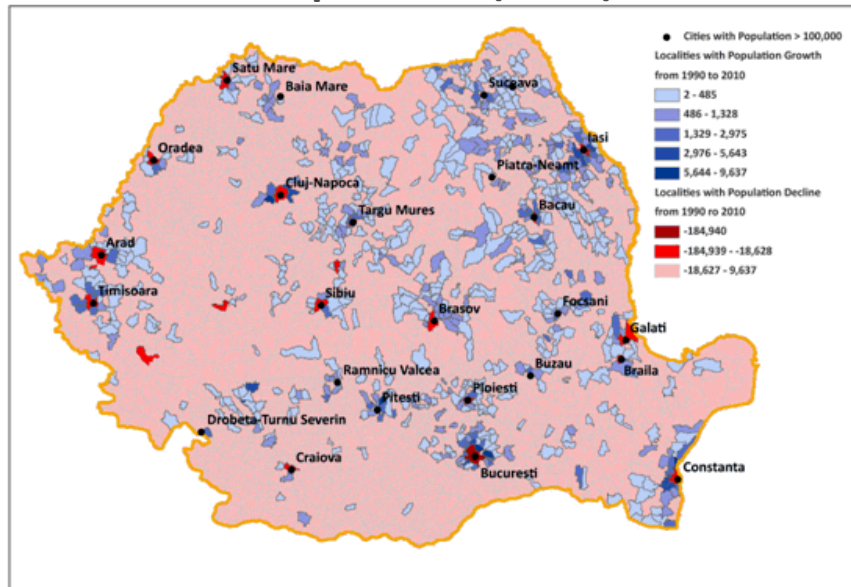 Cities with Population > 100,000
Localities with Population Growth
from 1990 to 2010
2 - 485
486 - 1,328
1,329 - 2,975
2,976 - 5,643
5,644 - 9,637
Localities with Population Decline
from 1990 ro 2010
-184,940
-184,939 - -18,628
-18,627 - 9,637
Satu Mare
Baia Mare
Suceava
Iasi
Oradea
Piatra-Neamt
Cluj-Napoca
Targu Mures
Bacau
Arad
Timisoara
Sibiu
Brasov
Focsani
Galati
Ramnicu Valcea
Buzau
Braila
Pitesti
Ploiesti
Drobeta-Turnu Severin
Craiova
Bucuresti
Constanta